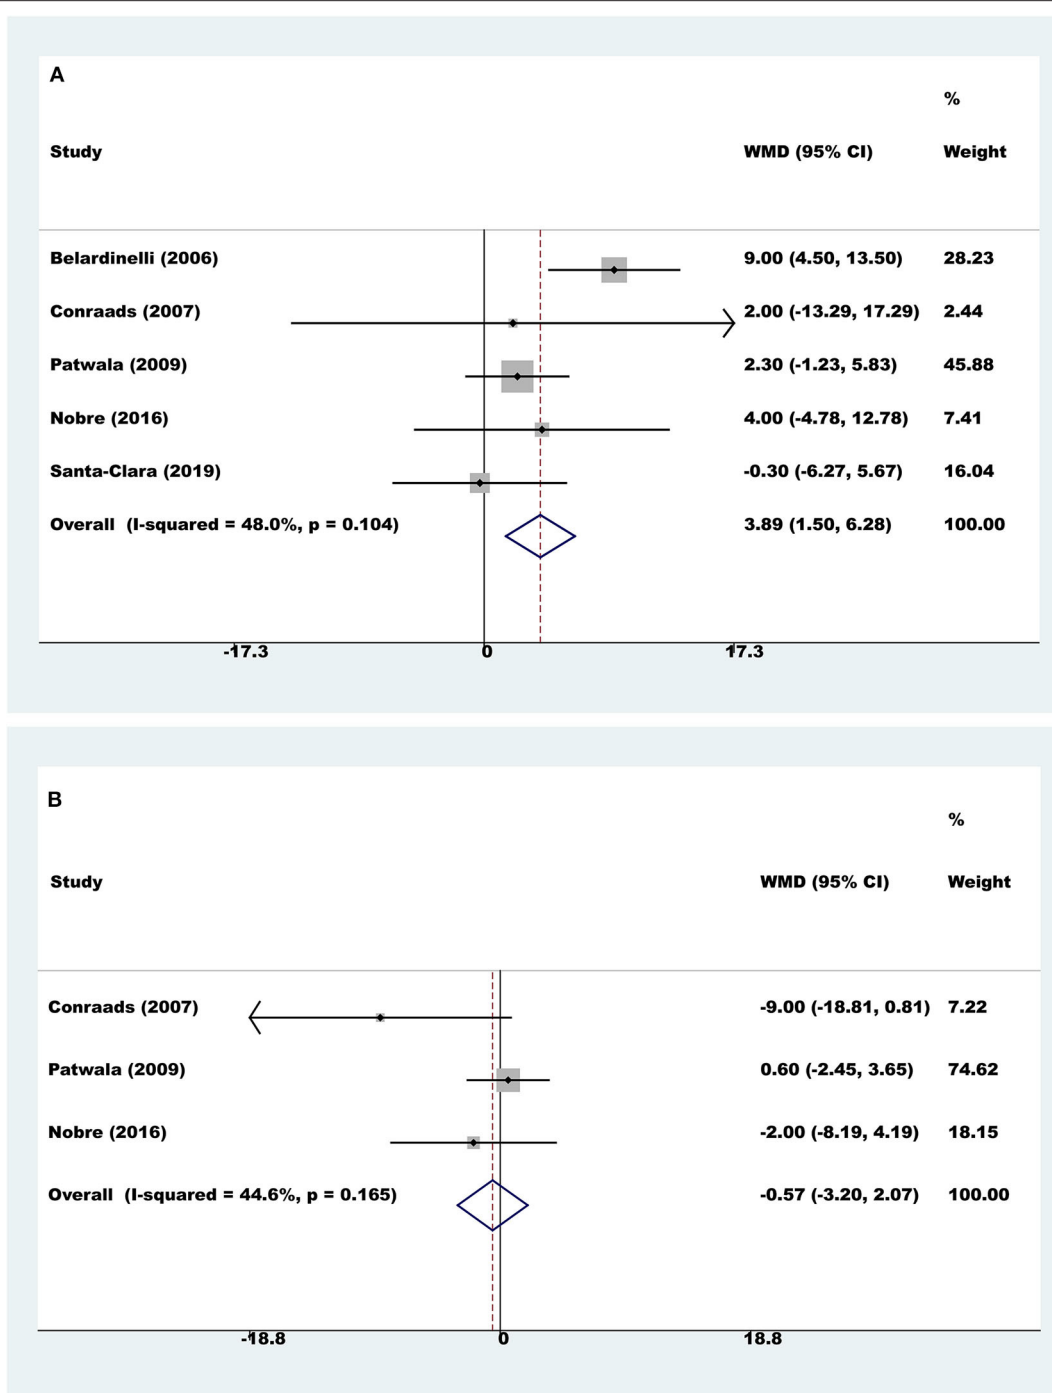 A
%
Study WMD (95% CI) Weight
Belardinelli (2006) 9.00 (4.50, 13.50) 28.23
Conraads (2007) 2.00 (-13.29, 17.29) 2.44
Patwala (2009) 2.30 (-1.23, 5.83) 45.88
Nobre (2016) 4.00 (-4.78, 12.78) 7.41
Santa-Clara (2019) -0.30 (-6.27, 5.67) 16.04
Overall (I-squared = 48.0%, p = 0.104) 3.89 (1.50, 6.28) 100.00
-17.3 0 17.3
B
%
Study WMD (95% CI) Weight
Conraads (2007) -9.00 (-18.81, 0.81) 7.22
Patwala (2009) 0.60 (-2.45, 3.65) 74.62
Nobre (2016) -2.00 (-8.19, 4.19) 18.15
Overall (I-squared = 44.6%, p = 0.165) -0.57 (-3.20, 2.07) 100.00
-18.8 0 18.8